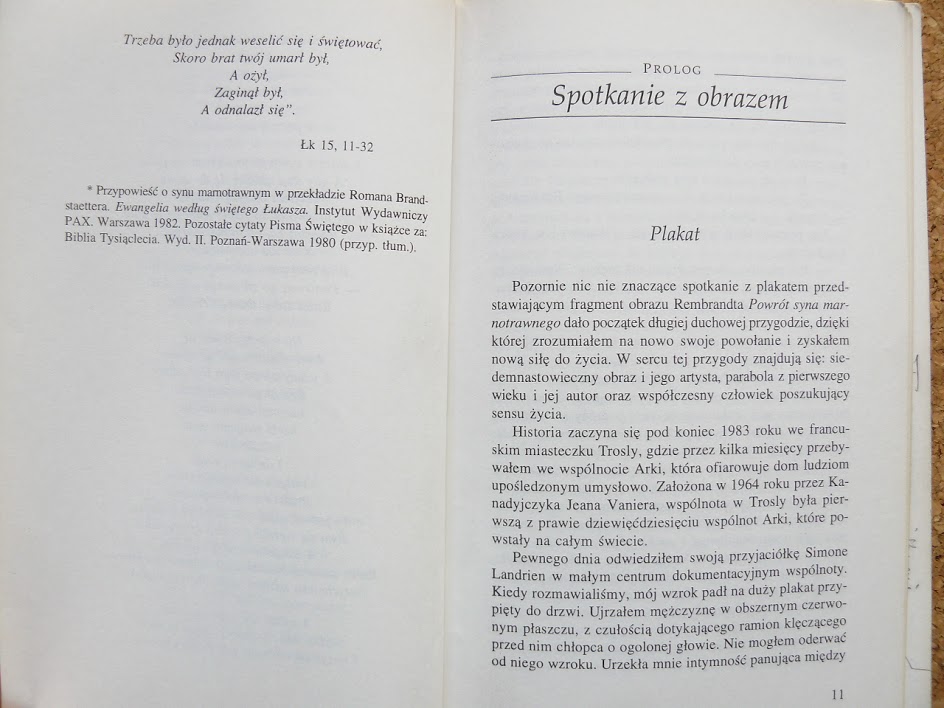 Trzeba było jednak weselić się i świętować,
Skoro brat twój umarł był,
A ożył,
Zaginął był,
A odnalazł się”.
Łk 15, 11-32
* Przypowieść o synu mamotrawnym w przekładzie Romana Brand-
staettera. Ewangelia według świętego Łukasza. Instytut Wydawniczy
PAX. Warszawa 1982. Pozostałe cytaty Pisma Świętego w książce za:
Biblia Tysiąclecia. Wyd. II. Poznań-Warszawa 1980 (przyp. tłum.).
PROLOG
Spotkanie z obrazem
Plakat
Pozornie nic nie znaczące spotkanie z plakatem przed-
stawiającym fragment obrazu Rembrandta Powrót syna mar-
notrawnego dało początek długiej duchowej przygodzie, dzięki
której zrozumiałem na nowo swoje powołanie i zyskałem
nową siłę do życia. W sercu tej przygody znajdują się: sie-
demnastowieczny obraz i jego artysta, parabola z pierwszego
wieku i jej autor oraz współczesny człowiek poszukujący
sensu życia.
Historia zaczyna się pod koniec 1983 roku we francu-
skim miasteczku Trosly, gdzie przez kilka miesięcy przeby-
wałem we wspólnocie Arki, która ofiarowuje dom ludziom
upośledzonym umysłowo. Założona w 1964 roku przez Ka-
nadyjczyka Jeana Vaniera, wspólnota w Trosly była pier-
wszą z prawie dziewięćdziesięciu wspólnot Arki, które po-
wstały na całym świecie.
Pewnego dnia odwiedziłem swoją przyjaciółkę Simone
Landrien w małym centrum dokumentacyjnym wspólnoty.
Kiedy rozmawialiśmy, mój wzrok padł na duży plakat przy-
pięty do drzwi. Ujrzałem mężczyznę w obszernym czerwo-
nym płaszczu, z czułością dotykającego ramion klęczącego
przed nim chłopca o ogolonej głowie. Nie mogłem oderwać
od niego wzroku. Urzekła mnie intymność panująca między
11